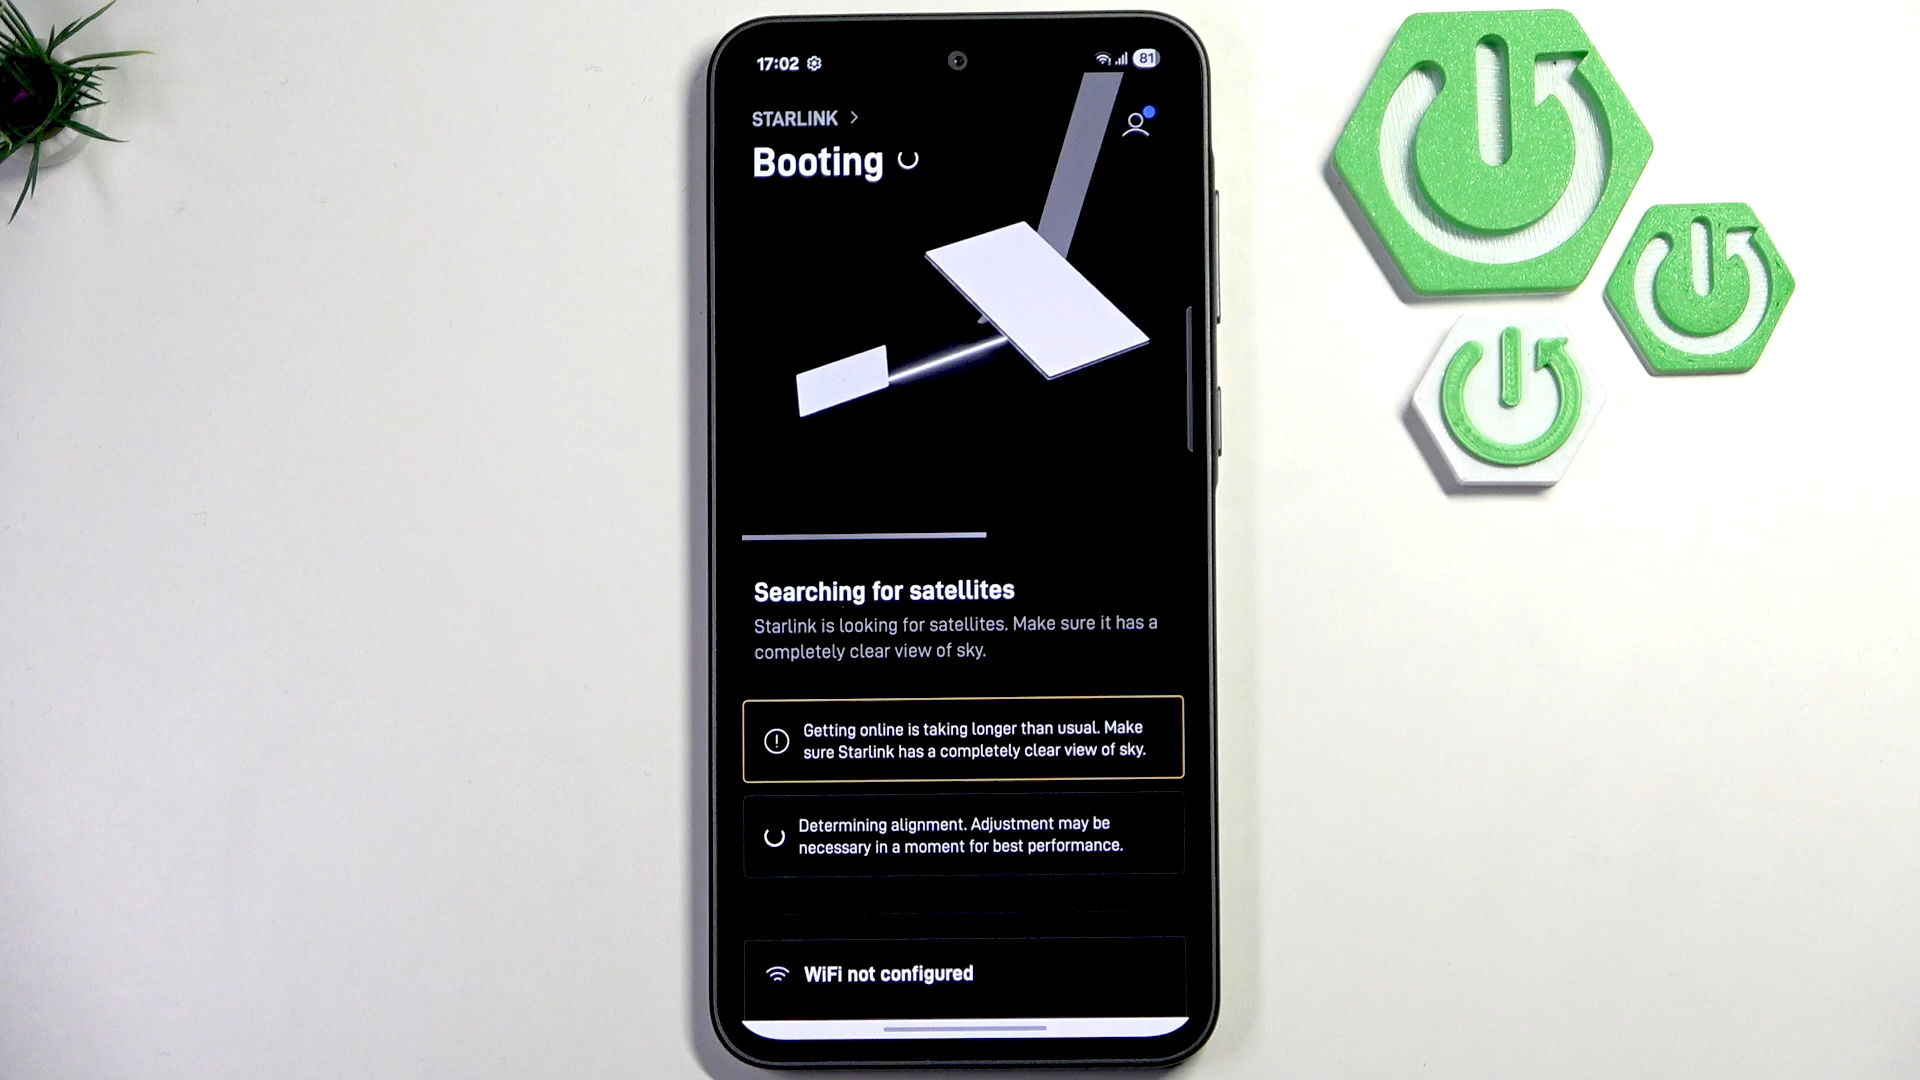 17:02
81
STARLINK
Booting
Searching for satellites
Starlink is looking for satellites. Make sure it has a
completely clear view of sky.
Getting online is taking longer than usual. Make
sure Starlink has a completely clear view of sky.
Determining alignment. Adjustment may be
necessary in a moment for best performance.
WiFi not configured